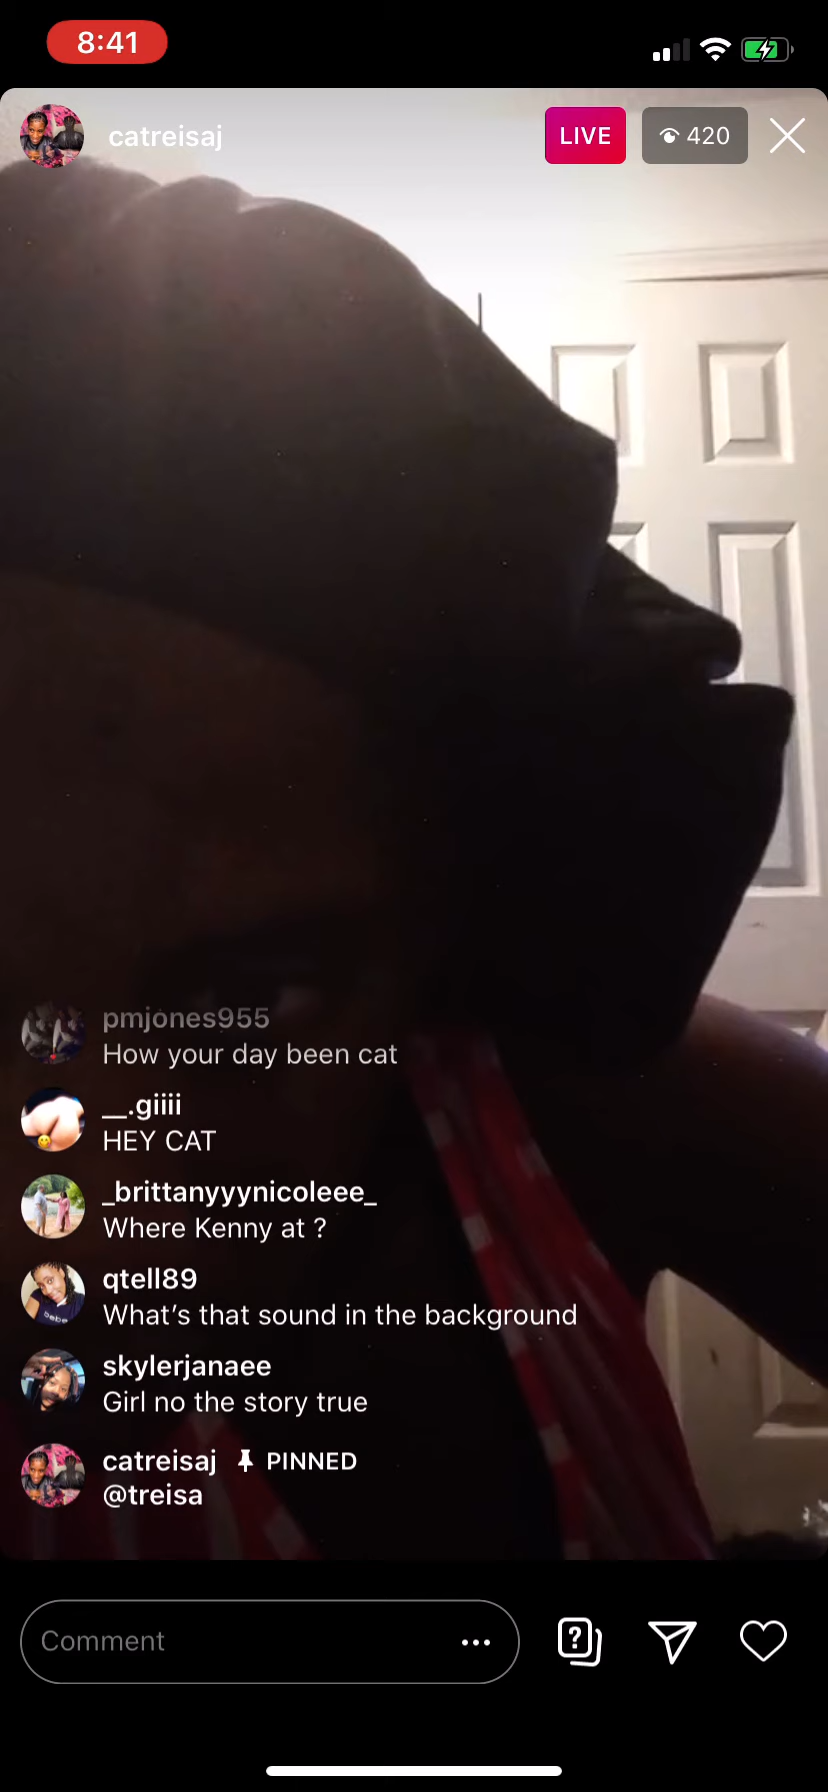 8:41
catreisaj
LIVE
420
pmjones955
How your day been cat
__.giiii
HEY CAT
_brittanyyynicoleee_
Where Kenny at ?
qtell89
What's that sound in the background
skylerjanaee
Girl no the story true
catreisaj PINNED
@treisa
Comment